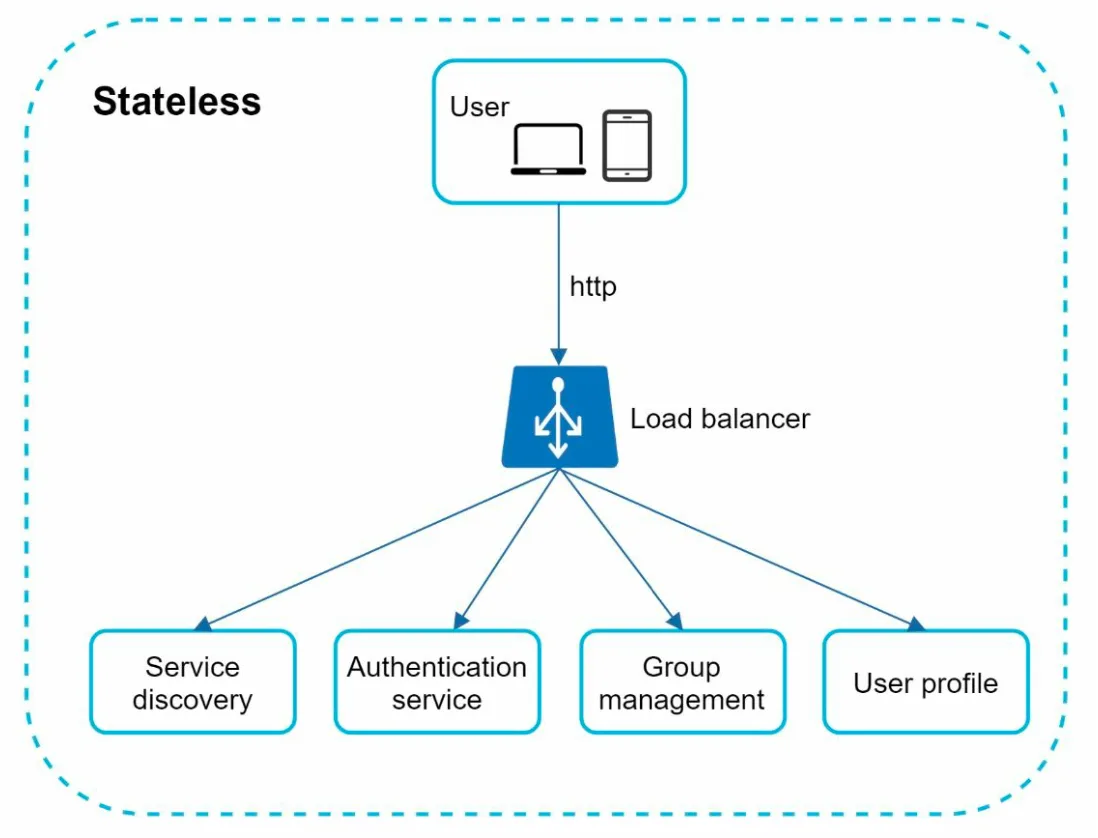 Stateless
User
http
Load balancer
Service
discovery
Authentication
service
Group
management
User profile